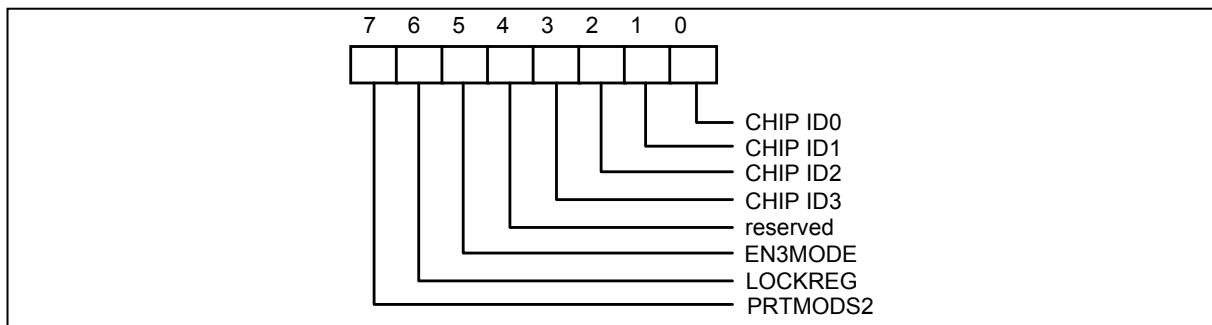 7 6 5 4 3 2 1 0
CHIP ID0
CHIP ID1
CHIP ID2
CHIP ID3
reserved
EN3MODE
LOCKREG
PRTMODS2